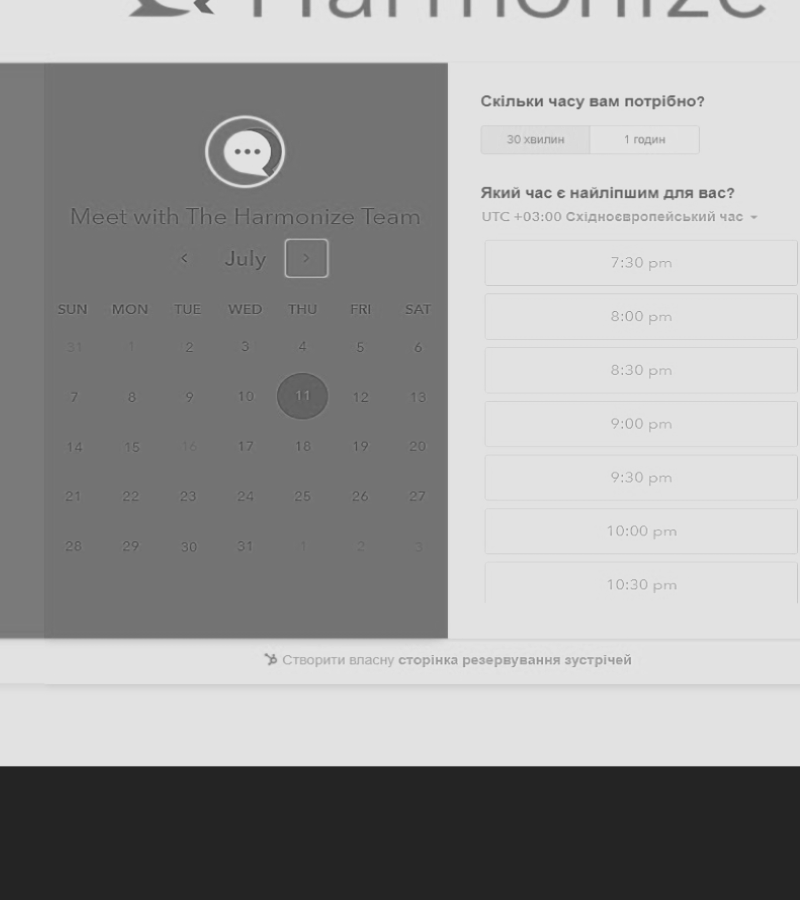 Harmonize
Meet with The Harmonize Team
July
SUN MON TUE WED THU FRI SAT
31 1 2 3 4 5 6
7 8 9 10 11 12 13
14 15 16 17 18 19 20
21 22 23 24 25 26 27
28 29 30 31 1 2 3
Скільки часу вам потрібно?
30 хвилин 1 годин
Який час є найліпшим для вас?
UTC +03:00 Східноєвропейський час
7:30 pm
8:00 pm
8:30 pm
9:00 pm
9:30 pm
10:00 pm
10:30 pm
Створити власну сторінка резервування зустрічей